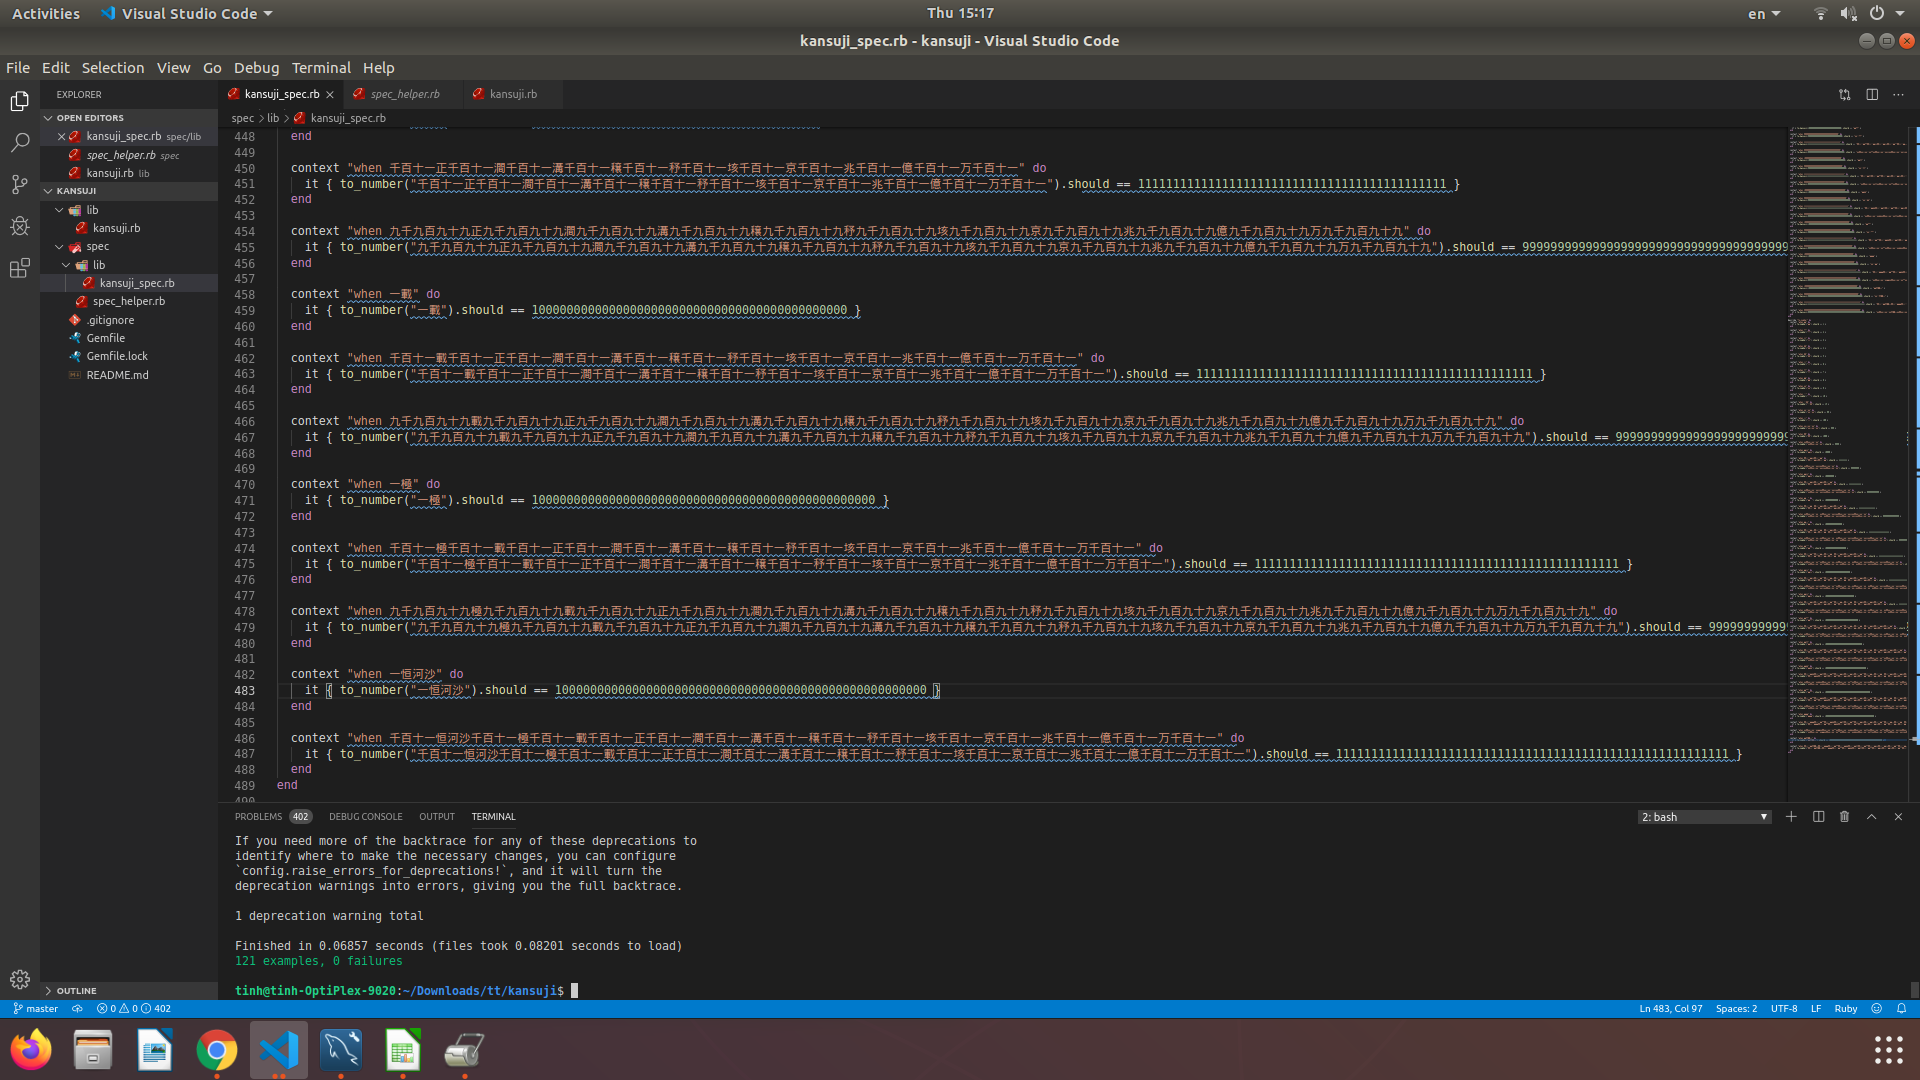 Activities Visual Studio Code Thu 15:17 en
kansuji_spec.rb - kansuji - Visual Studio Code
File Edit Selection View Go Debug Terminal Help
EXPLORER
OPEN EDITORS
kansuji_spec.rb spec/lib
spec_helper.rb spec
kansuji.rb lib
KANSUJI
lib
kansuji.rb
spec
lib
kansuji_spec.rb
spec_helper.rb
.gitignore
Gemfile
Gemfile.lock
README.md
OUTLINE
kansuji_spec.rb spec_helper.rb kansuji.rb
spec lib kansuji_spec.rb
448 end
449
450 context "when 千百十一正千百十一澗千百十一溝千百十一穣千百十一秄千百十一垓千百十一京千百十一兆千百十一億千百十一万千百十一" do
451 it { to_number("千百十一正千百十一澗千百十一溝千百十一穣千百十一秄千百十一垓千百十一京千百十一兆千百十一億千百十一万千百十一").should == 11111111111111111111111111111111111111111111 }
452 end
453
454 context "when 九千九百九十九正九千九百九十九澗九千九百九十九溝九千九百九十九穣九千九百九十九秄九千九百九十九垓九千九百九十九京九千九百九十九兆九千九百九十九億九千九百九十九万九千九百九十九" do
455 it { to_number("九千九百九十九正九千九百九十九澗九千九百九十九溝九千九百九十九穣九千九百九十九秄九千九百九十九垓九千九百九十九京九千九百九十九兆九千九百九十九億九千九百九十九万九千九百九十九").should ==
456 end
457
458 context "when 一載" do
459 it { to_number("一載").should == 100000000000000000000000000000000000000000000 }
460 end
461
462 context "when 千百十一載千百十一正千百十一澗千百十一溝千百十一穣千百十一秄千百十一垓千百十一京千百十一兆千百十一億千百十一万千百十一" do
463 it { to_number("千百十一載千百十一正千百十一澗千百十一溝千百十一穣千百十一秄千百十一垓千百十一京千百十一兆千百十一億千百十一万千百十一").should == 111111111111111111111111111111111111111111111111 }
464 end
465
466 context "when 九千九百九十九載九千九百九十九正九千九百九十九澗九千九百九十九溝九千九百九十九穣九千九百九十九秄九千九百九十九垓九千九百九十九京九千九百九十九兆九千九百九十九億九千九百九十九万九千九百九十九" do
467 it { to_number("九千九百九十九載九千九百九十九正九千九百九十九澗九千九百九十九溝九千九百九十九穣九千九百九十九秄九千九百九十九垓九千九百九十九京九千九百九十九兆九千九百九十九億九千九百九十九万九千九百九十九").should ==
468 end
469
470 context "when 一極" do
471 it { to_number("一極").should == 1000000000000000000000000000000000000000000000000 }
472 end
473
474 context "when 千百十一極千百十一載千百十一正千百十一澗千百十一溝千百十一穣千百十一秄千百十一垓千百十一京千百十一兆千百十一億千百十一万千百十一" do
475 it { to_number("千百十一極千百十一載千百十一正千百十一澗千百十一溝千百十一穣千百十一秄千百十一垓千百十一京千百十一兆千百十一億千百十一万千百十一").should == 1111111111111111111111111111111111111111111111111111 }
476 end
477
478 context "when 九千九百九十九極九千九百九十九載九千九百九十九正九千九百九十九澗九千九百九十九溝九千九百九十九穣九千九百九十九秄九千九百九十九垓九千九百九十九京九千九百九十九兆九千九百九十九億九千九百九十九万九千九百九十九" do
479 it { to_number("九千九百九十九極九千九百九十九載九千九百九十九正九千九百九十九澗九千九百九十九溝九千九百九十九穣九千九百九十九秄九千九百九十九垓九千九百九十九京九千九百九十九兆九千九百九十九億九千九百九十九万九千九百九十九").should ==
480 end
481
482 context "when 一恒河沙" do
483 it { to_number("一恒河沙").should == 10000000000000000000000000000000000000000000000000000 }
484 end
485
486 context "when 千百十一恒河沙千百十一極千百十一載千百十一正千百十一澗千百十一溝千百十一穣千百十一秄千百十一垓千百十一京千百十一兆千百十一億千百十一万千百十一" do
487 it { to_number("千百十一恒河沙千百十一極千百十一載千百十一正千百十一澗千百十一溝千百十一穣千百十一秄千百十一垓千百十一京千百十一兆千百十一億千百十一万千百十一").should == 11111111111111111111111111111111111111111111111111111111 }
488 end
489 end
490
PROBLEMS 402 DEBUG CONSOLE OUTPUT TERMINAL 2: bash
If you need more of the backtrace for any of these deprecations to
identify where to make the necessary changes, you can configure
`config.raise_errors_for_deprecations!`, and it will turn the
deprecation warnings into errors, giving you the full backtrace.
1 deprecation warning total
Finished in 0.06857 seconds (files took 0.08201 seconds to load)
121 examples, 0 failures
tinh@tinh-OptiPlex-9020:~/Downloads/tt/kansuji$
master 0 0 402 Ln 483, Col 97 Spaces: 2 UTF-8 LF Ruby